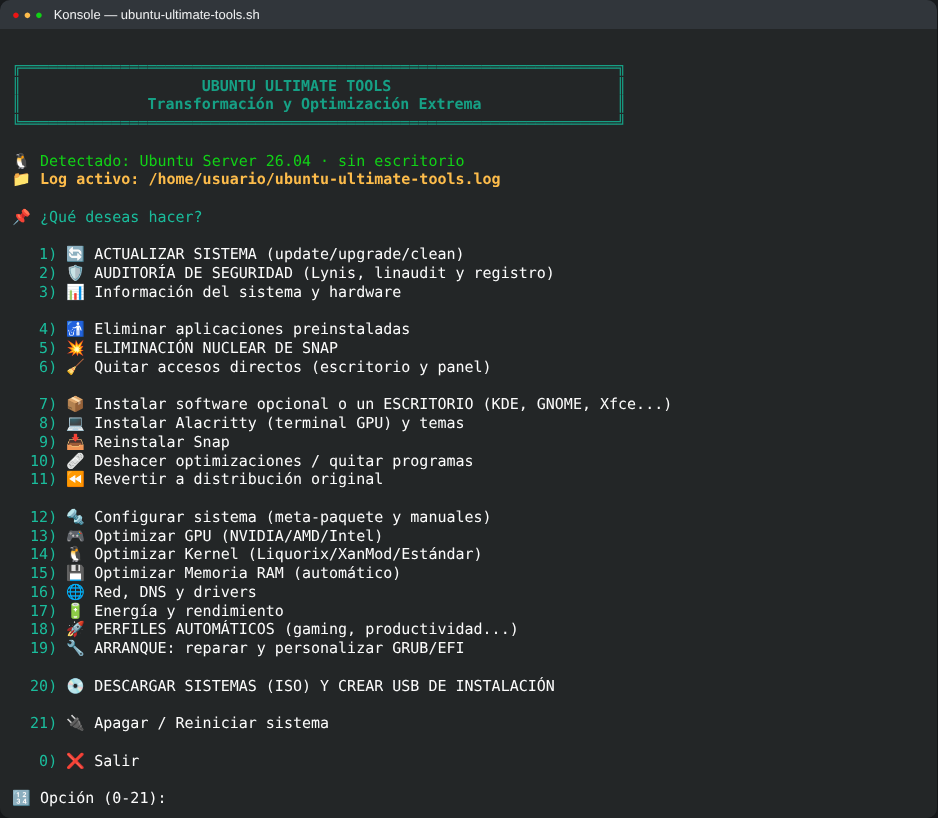 Konsole — ubuntu-ultimate-tools.sh
UBUNTU ULTIMATE TOOLS
Transformación y Optimización Extrema
🐧 Detectado: Ubuntu Server 26.04 · sin escritorio
📁 Log activo: /home/usuario/ubuntu-ultimate-tools.log
📌 ¿Qué deseas hacer?
1) 🔄 ACTUALIZAR SISTEMA (update/upgrade/clean)
2) 🛡️ AUDITORÍA DE SEGURIDAD (Lynis, linaudit y registro)
3) 📊 Información del sistema y hardware
4) 🚮 Eliminar aplicaciones preinstaladas
5) 💥 ELIMINACIÓN NUCLEAR DE SNAP
6) 🧹 Quitar accesos directos (escritorio y panel)
7) 📦 Instalar software opcional o un ESCRITORIO (KDE, GNOME, Xfce...)
8) 💻 Instalar Alacritty (terminal GPU) y temas
9) 📥 Reinstalar Snap
10) 🩹 Deshacer optimizaciones / quitar programas
11) ⏪ Revertir a distribución original
12) 🔩 Configurar sistema (meta-paquete y manuales)
13) 🎮 Optimizar GPU (NVIDIA/AMD/Intel)
14) 🐧 Optimizar Kernel (Liquorix/XanMod/Estándar)
15) 💾 Optimizar Memoria RAM (automático)
16) 🌐 Red, DNS y drivers
17) 🔋 Energía y rendimiento
18) 🚀 PERFILES AUTOMÁTICOS (gaming, productividad...)
19) 🔧 ARRANQUE: reparar y personalizar GRUB/EFI
20) 💿 DESCARGAR SISTEMAS (ISO) Y CREAR USB DE INSTALACIÓN
21) 🔌 Apagar / Reiniciar sistema
0) ❌ Salir
🔢 Opción (0-21):